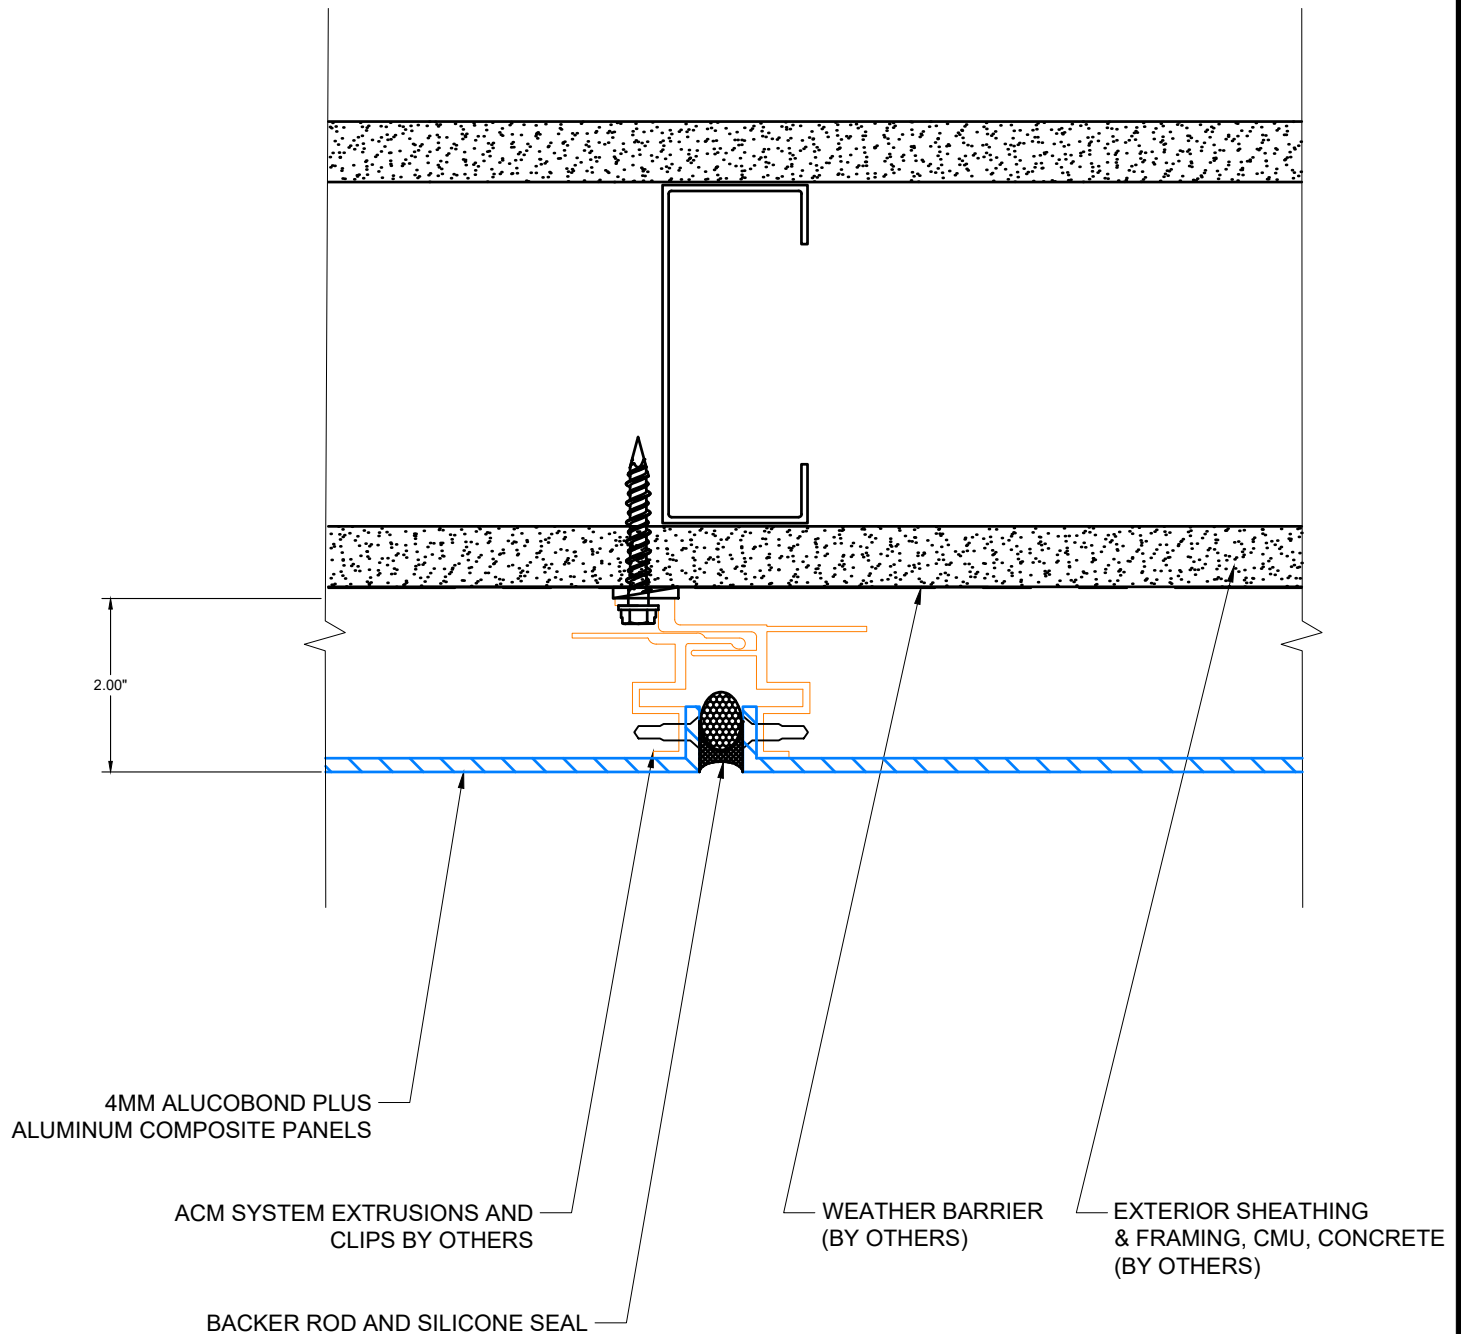 2.00"
4MM ALUCOBOND PLUS
ALUMINUM COMPOSITE PANELS
ACM SYSTEM EXTRUSIONS AND
CLIPS BY OTHERS
BACKER ROD AND SILICONE SEAL
WEATHER BARRIER
(BY OTHERS)
EXTERIOR SHEATHING
& FRAMING, CMU, CONCRETE
(BY OTHERS)